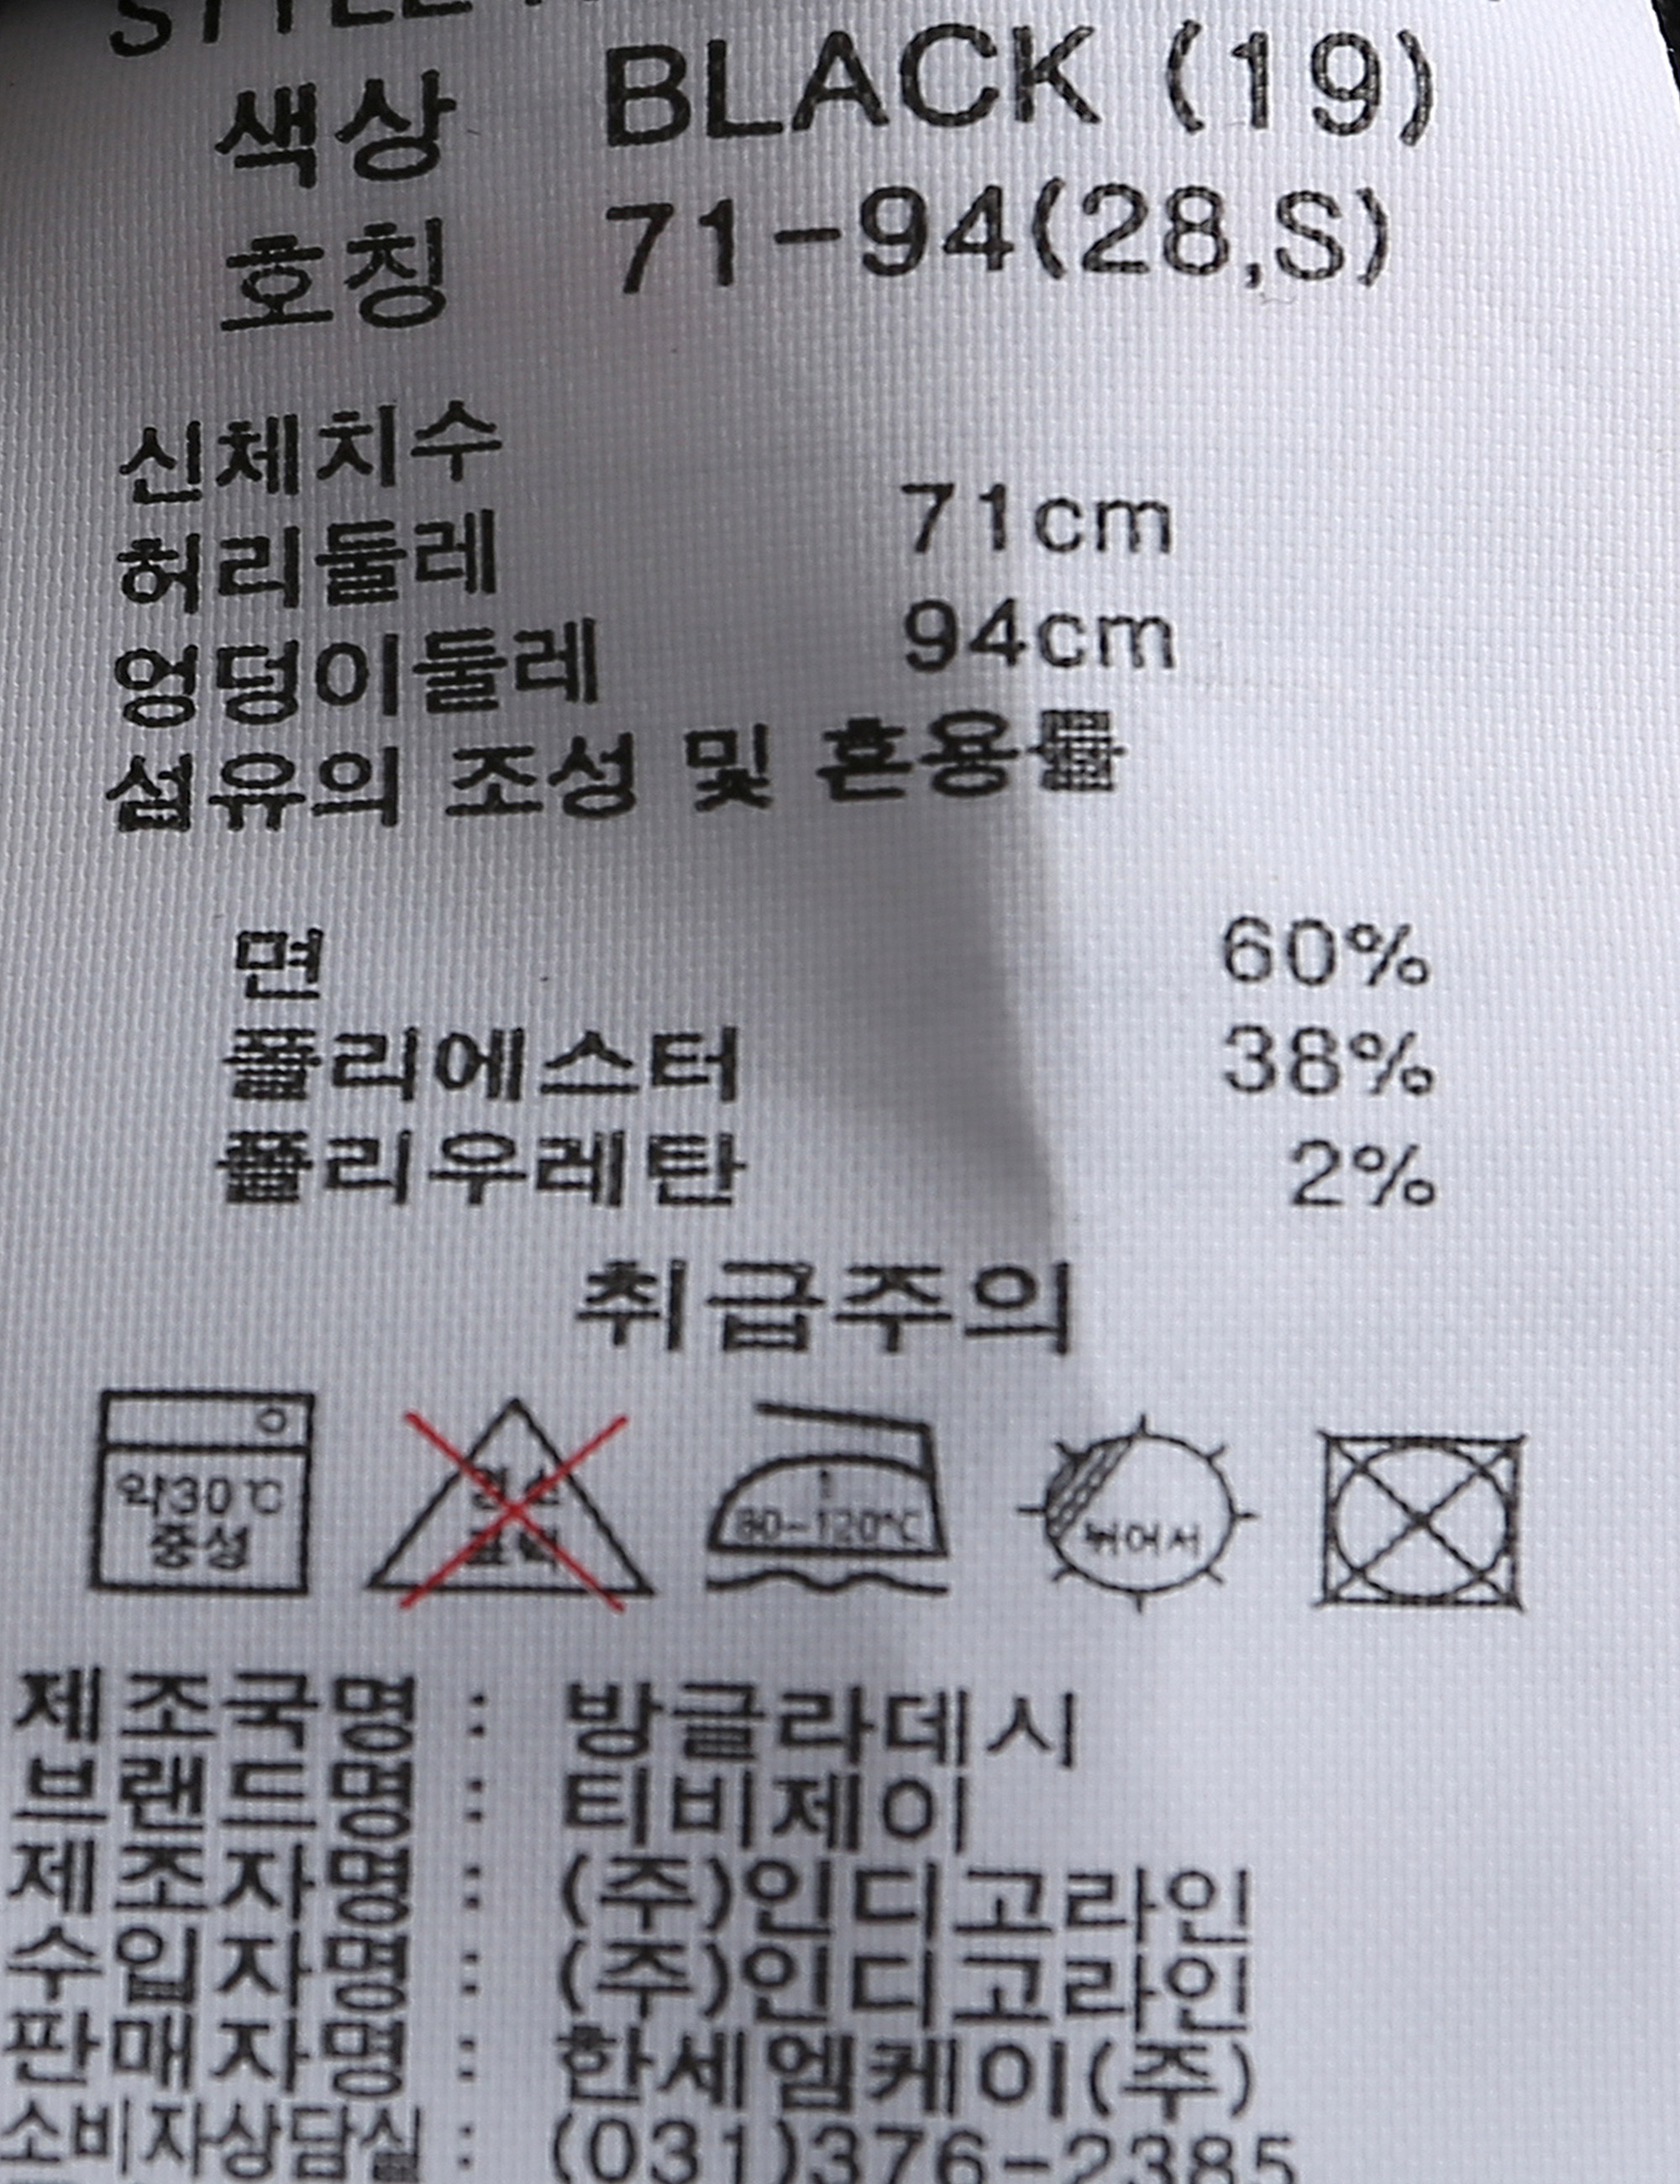 STYLE
색상 BLACK (19)
호칭 71-94(28,S)
신체치수
허리둘레 71cm
엉덩이둘레 94cm
섬유의 조성 및 혼용률
면 60%
폴리에스터 38%
폴리우레탄 2%
취급주의
약30℃
중성
80-120℃
뉘어서
제조국명 : 방글라데시
브랜드명 : 티비제이
제조자명 : (주)인디고라인
수입자명 : (주)인디고라인
판매자명 : 한세엠케이(주)
소비자상담실 : (031)376-2385